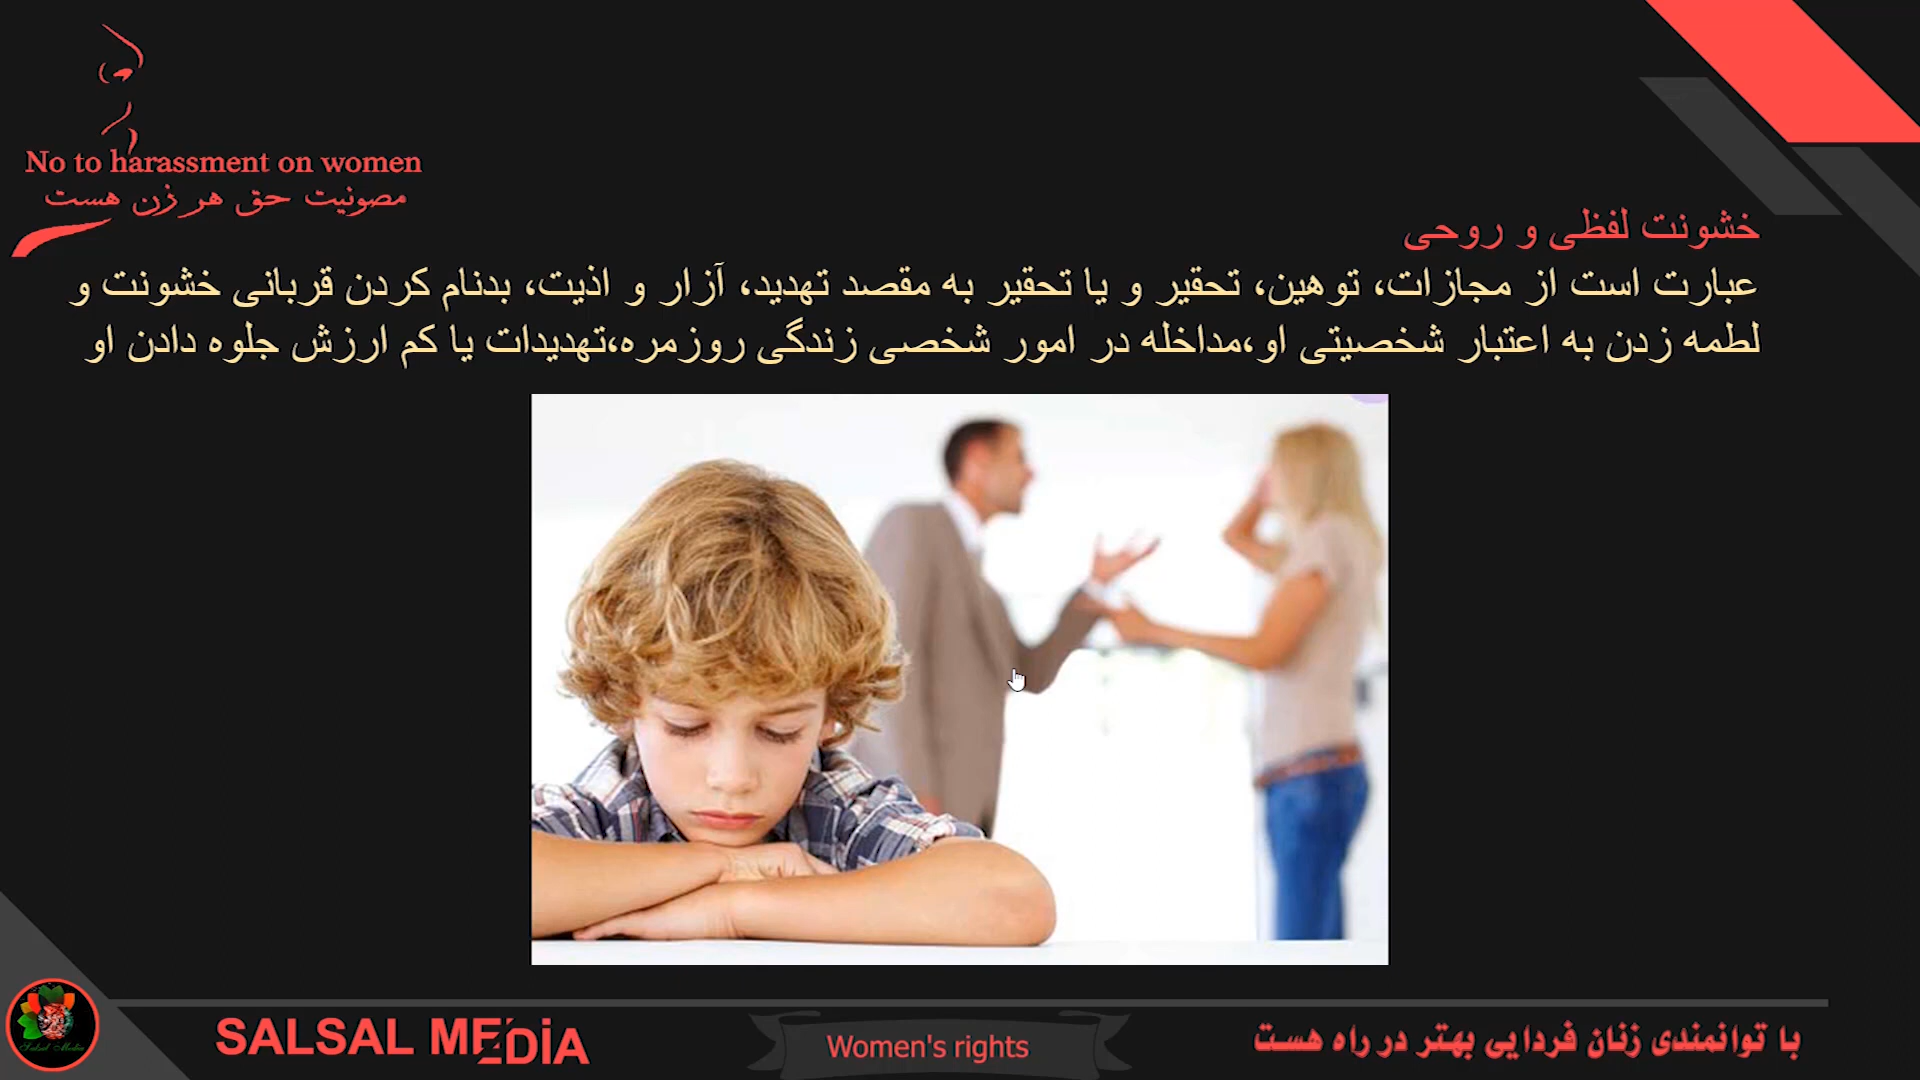 No to harassment on women
مصونیت حق هر زن هست
خشونت لفظی و روحی
عبارت است از مجازات، توهین، تحقیر و یا تحقیر به مقصد تهدید، آزار و اذیت، بدنام کردن قربانی خشونت و
لطمه زدن به اعتبار شخصیتی او،مداخله در امور شخصی زندگی روزمره،تهدیدات یا کم ارزش جلوه دادن او
Salsal Media
SALSAL MEDiA
Women's rights
با توانمندی زنان فردایی بهتر در راه هست